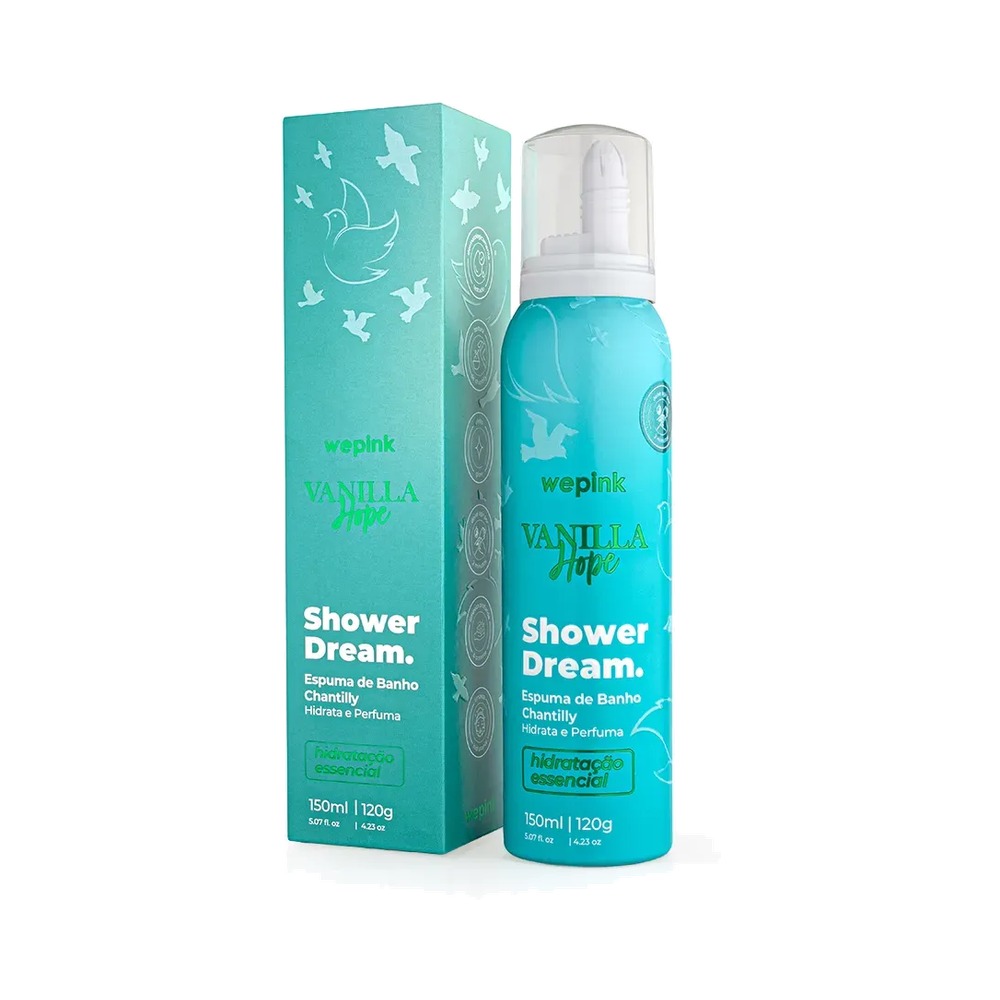 wepink
VANILLA
Hope
Shower
Dream.
Espuma de Banho
Chantilly
Hidrata e Perfuma
hidratação
essencial
150ml | 120g
5.07 fl. oz | 4.23 oz
wepink
wepink
VANILLA
Hope
Shower
Dream.
Espuma de Banho
Chantilly
Hidrata e Perfuma
hidratação
essencial
150ml | 120g
5.07 fl. oz | 4.23 oz